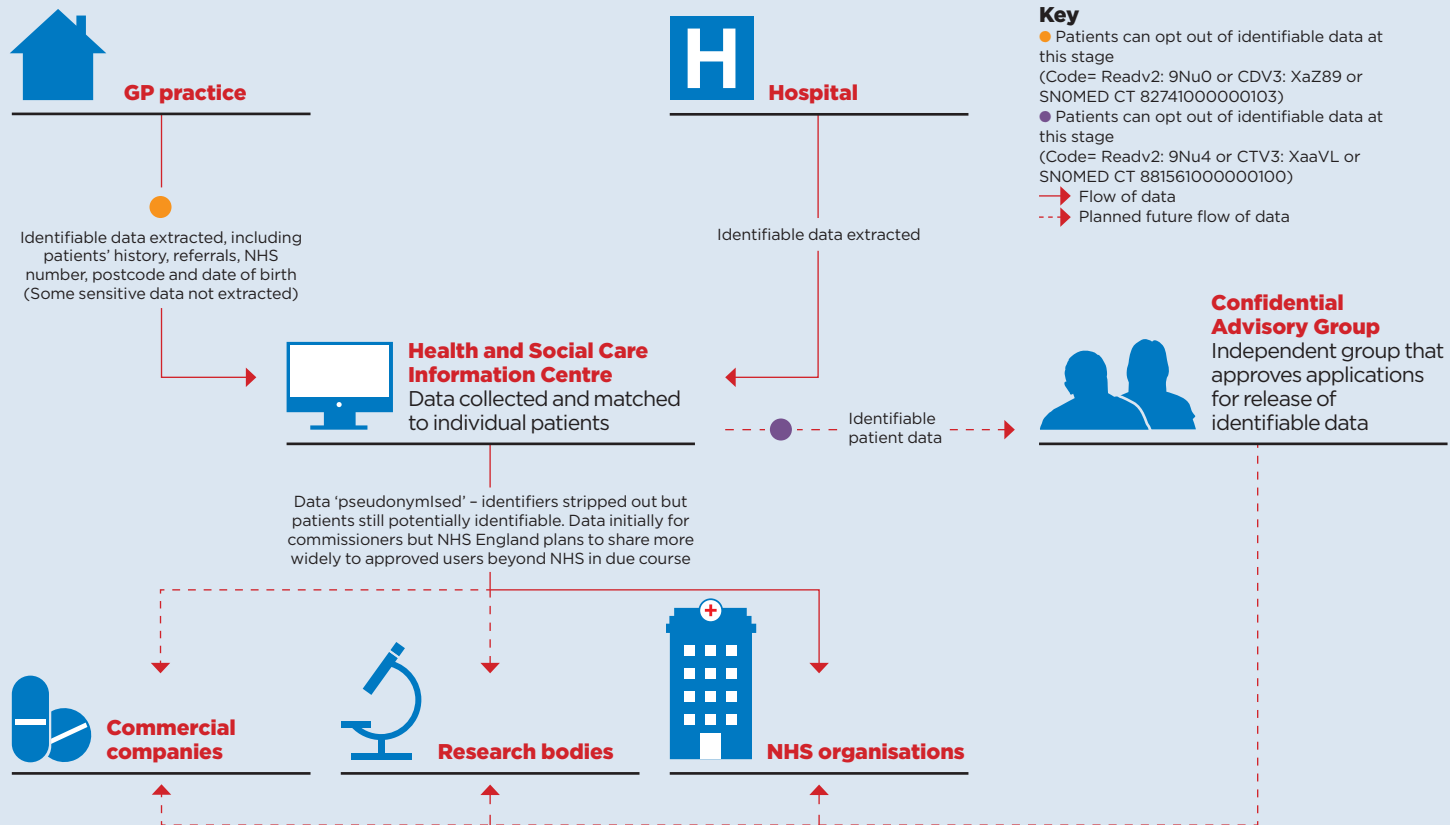 GP practice
H
Hospital
Key
Patients can opt out of identifiable data at
this stage
(Code= Readv2: 9Nu0 or CDV3: XaZ89 or
SN0MED CT 82741000000103)
Patients can opt out of identifiable data at
this stage
(Code= Readv2: 9Nu4 or CTV3: XaaVL or
SN0MED CT 881561000000100)
Flow of data
Planned future flow of data
Identifiable data extracted, including
patients’ history, referrals, NHS
number, postcode and date of birth
(Some sensitive data not extracted)
Identifiable data extracted
Health and Social Care
Information Centre
Data collected and matched
to individual patients
Identifiable
patient data
Confidential
Advisory Group
Independent group that
approves applications
for release of
identifiable data
Data ‘pseudonymIsed’ – identifiers stripped out but
patients still potentially identifiable. Data initially for
commissioners but NHS England plans to share more
widely to approved users beyond NHS in due course
Commercial
companies
Research bodies
NHS organisations